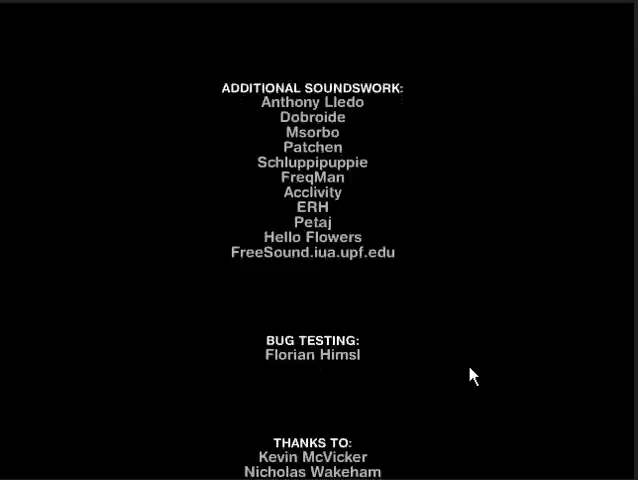 ADDITIONAL SOUNDSWORK:
Anthony Lledo
Dobroide
Msorbo
Patchen
Schluppipuppie
FreqMan
Acclivity
ERH
Petaj
Hello Flowers
FreeSound.iua.upf.edu
BUG TESTING:
Florian Himsl
THANKS TO:
Kevin McVicker
Nicholas Wakeham